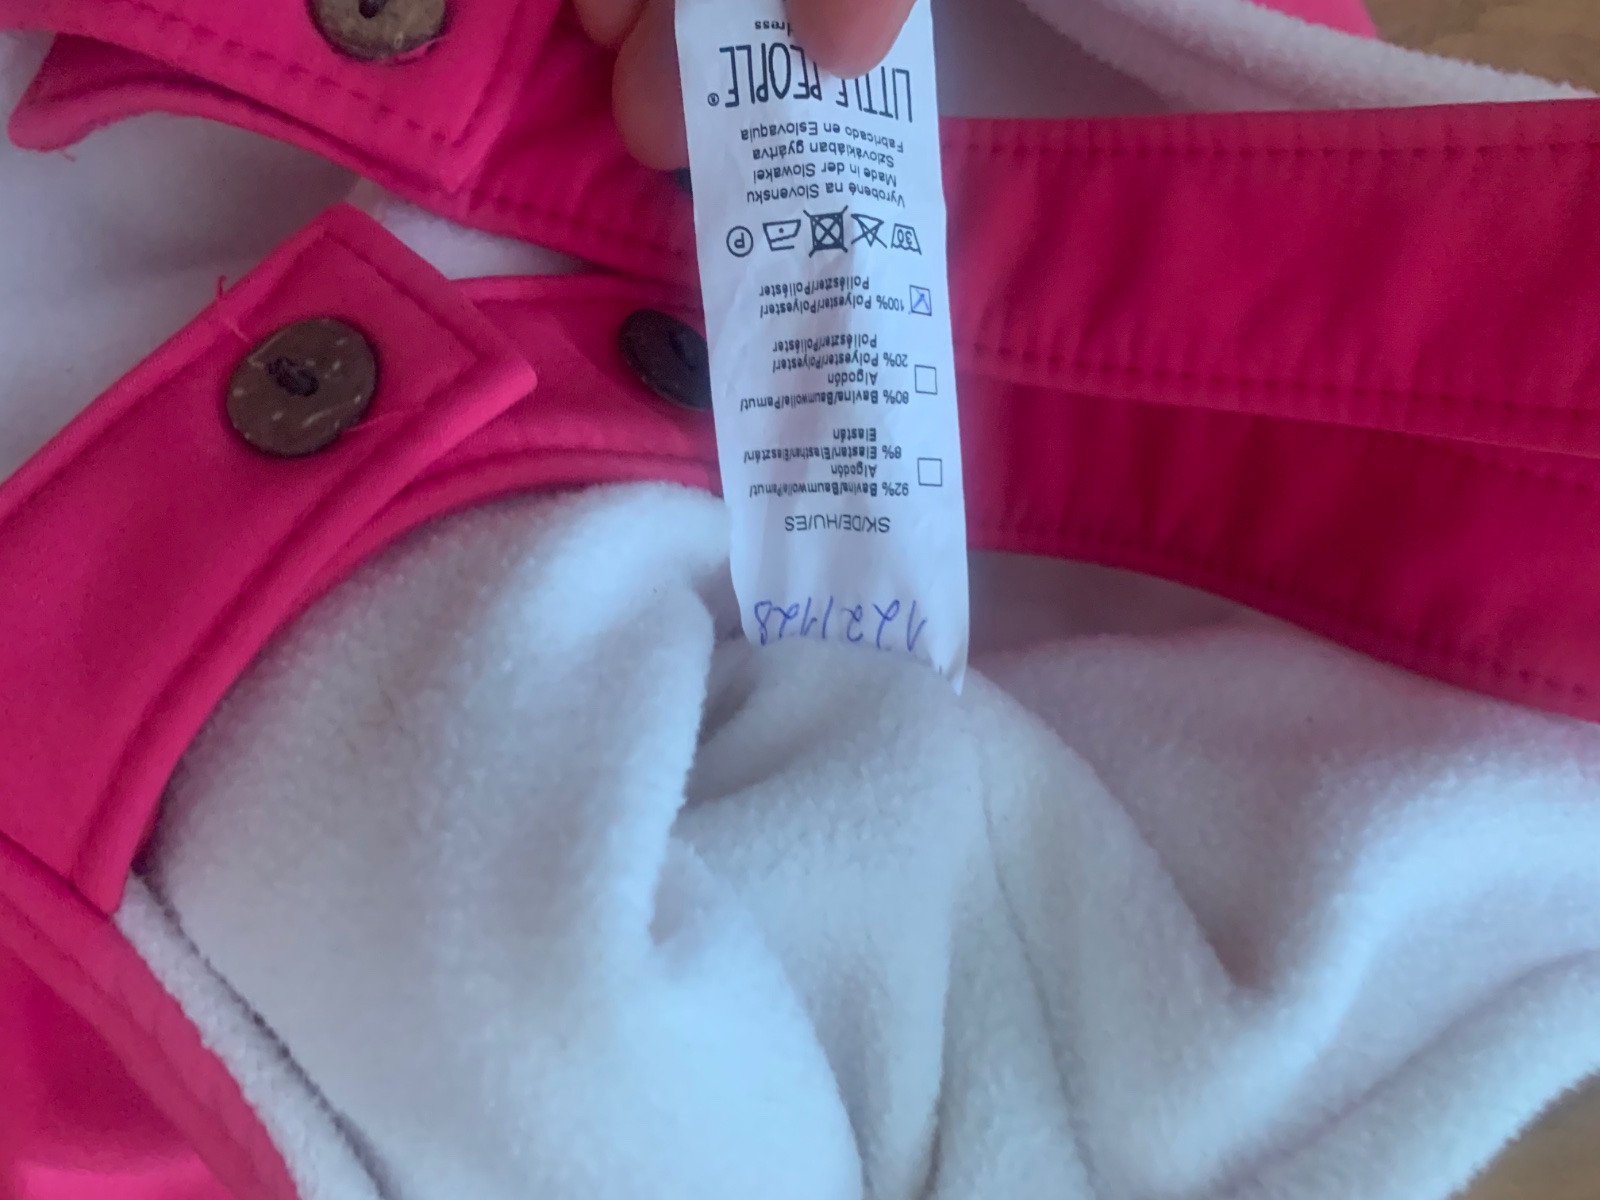 122/128
SK/DE/HU/ES
92% Bavlna/Baumwolle/Pamut/
Algodón
8% Elastan/Elasthan/Elasztán/
Elastán
80% Bavlna/Baumwolle/Pamut/
Algodón
20% Polyester/Polyester/
Poliészter/Poliéster
100% Polyester/Polyester/
Poliészter/Poliéster
30 P
Vyrobené na Slovensku
Made in der Slowakei
Szlovákiában gyártva
Fabricado en Eslovaquia
LITTLE PEOPLE®